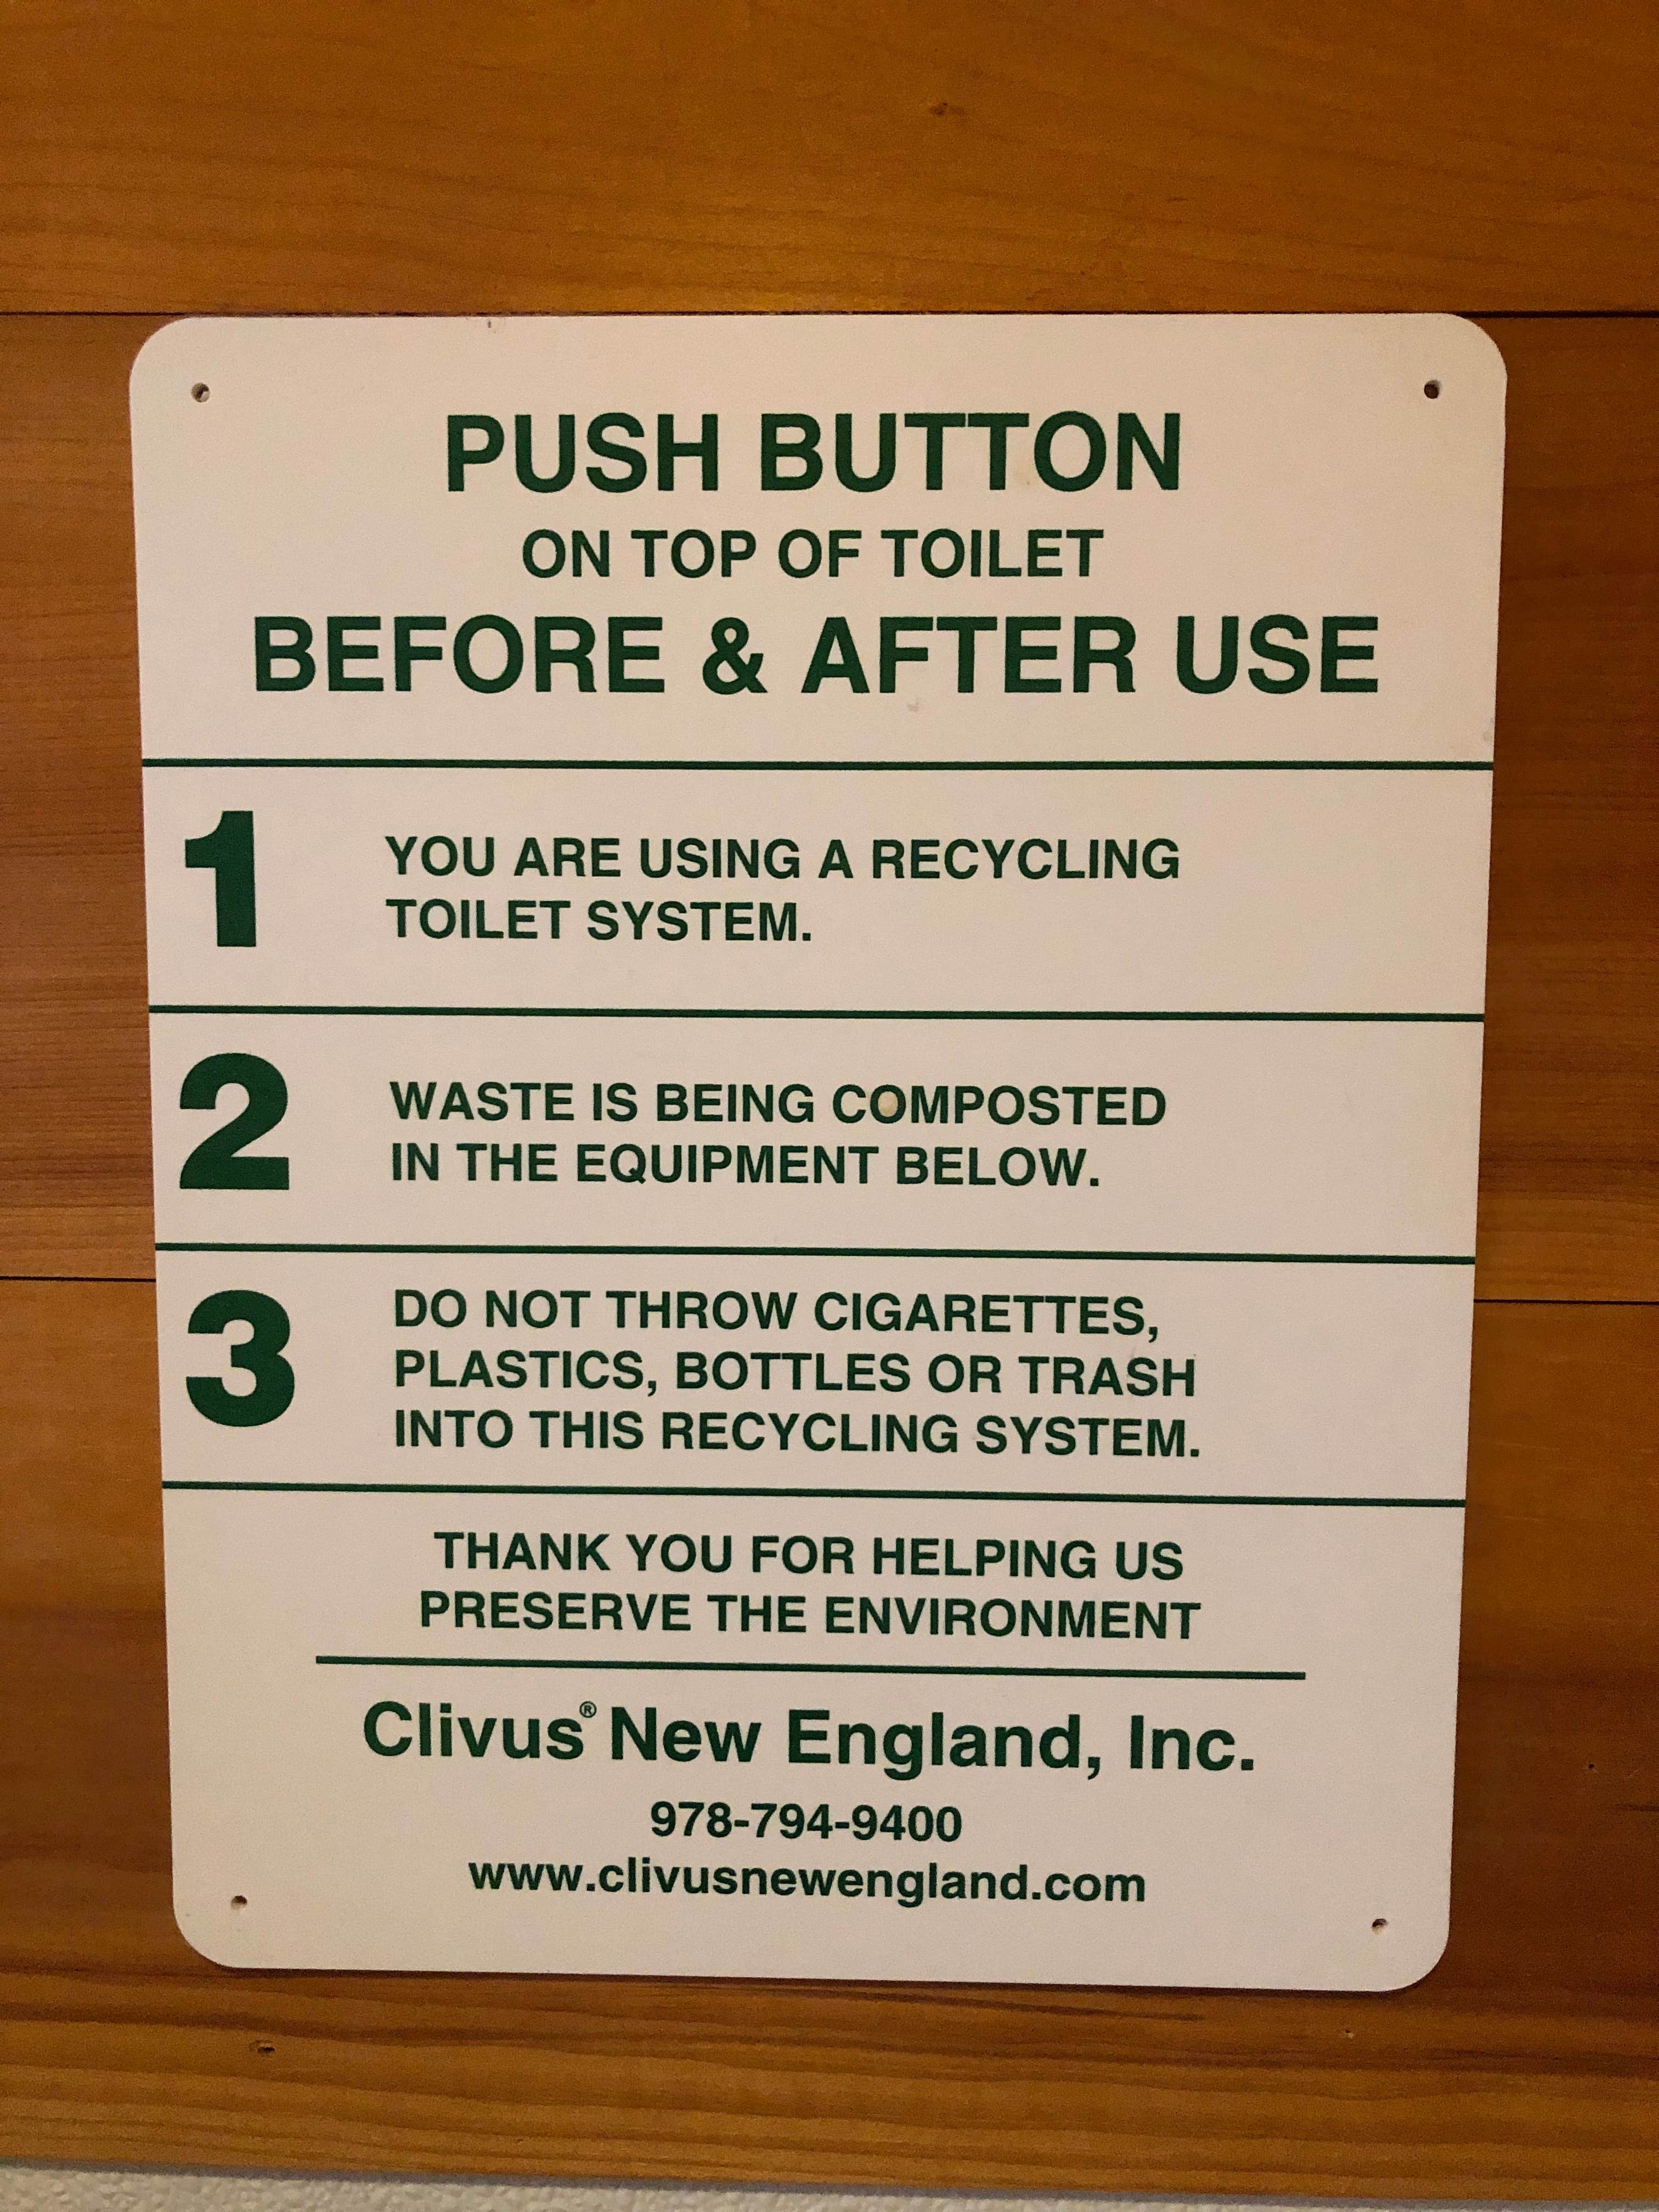 PUSH BUTTON
ON TOP OF TOILET
BEFORE & AFTER USE
1
YOU ARE USING A RECYCLING
TOILET SYSTEM.
2
WASTE IS BEING COMPOSTED
IN THE EQUIPMENT BELOW.
3
DO NOT THROW CIGARETTES,
PLASTICS, BOTTLES OR TRASH
INTO THIS RECYCLING SYSTEM.
THANK YOU FOR HELPING US
PRESERVE THE ENVIRONMENT
Clivus® New England, Inc.
978-794-9400
www.clivusnewengland.com